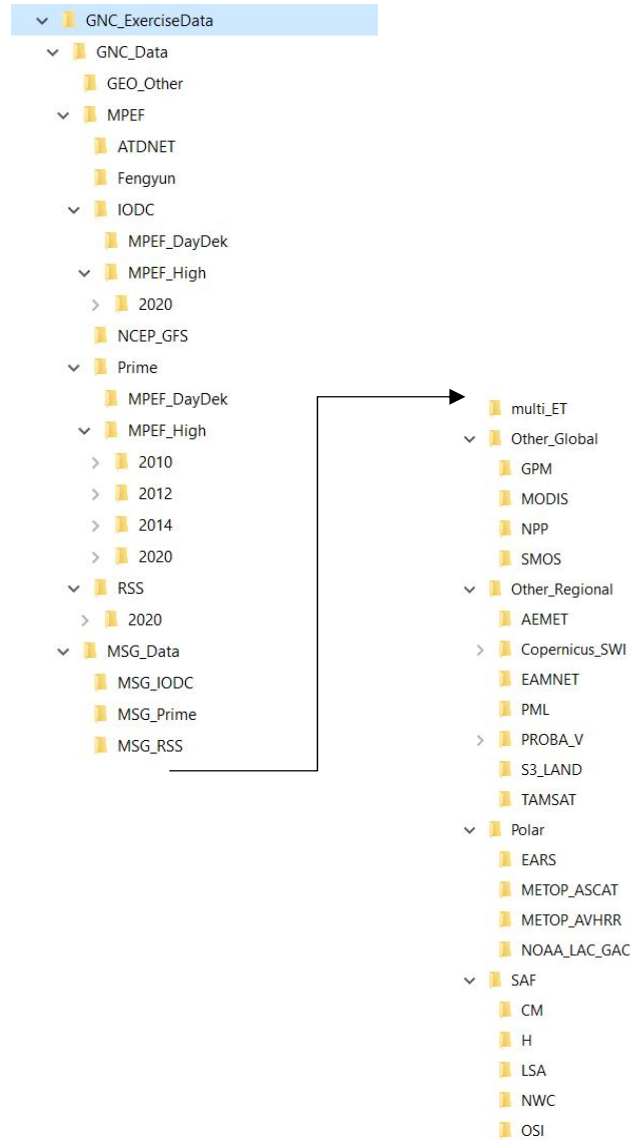 GNC_ExerciseData
GNC_Data
GEO_Other
MPEF
ATDNET
Fengyun
IODC
MPEF_DayDek
MPEF_High
2020
NCEP_GFS
Prime
MPEF_DayDek
MPEF_High
2010
2012
2014
2020
RSS
2020
MSG_Data
MSG_IODC
MSG_Prime
MSG_RSS
multi_ET
Other_Global
GPM
MODIS
NPP
SMOS
Other_Regional
AEMET
Copernicus_SWI
EAMNET
PML
PROBA_V
S3_LAND
TAMSAT
Polar
EARS
METOP_ASCAT
METOP_AVHRR
NOAA_LAC_GAC
SAF
CM
H
LSA
NWC
OSI